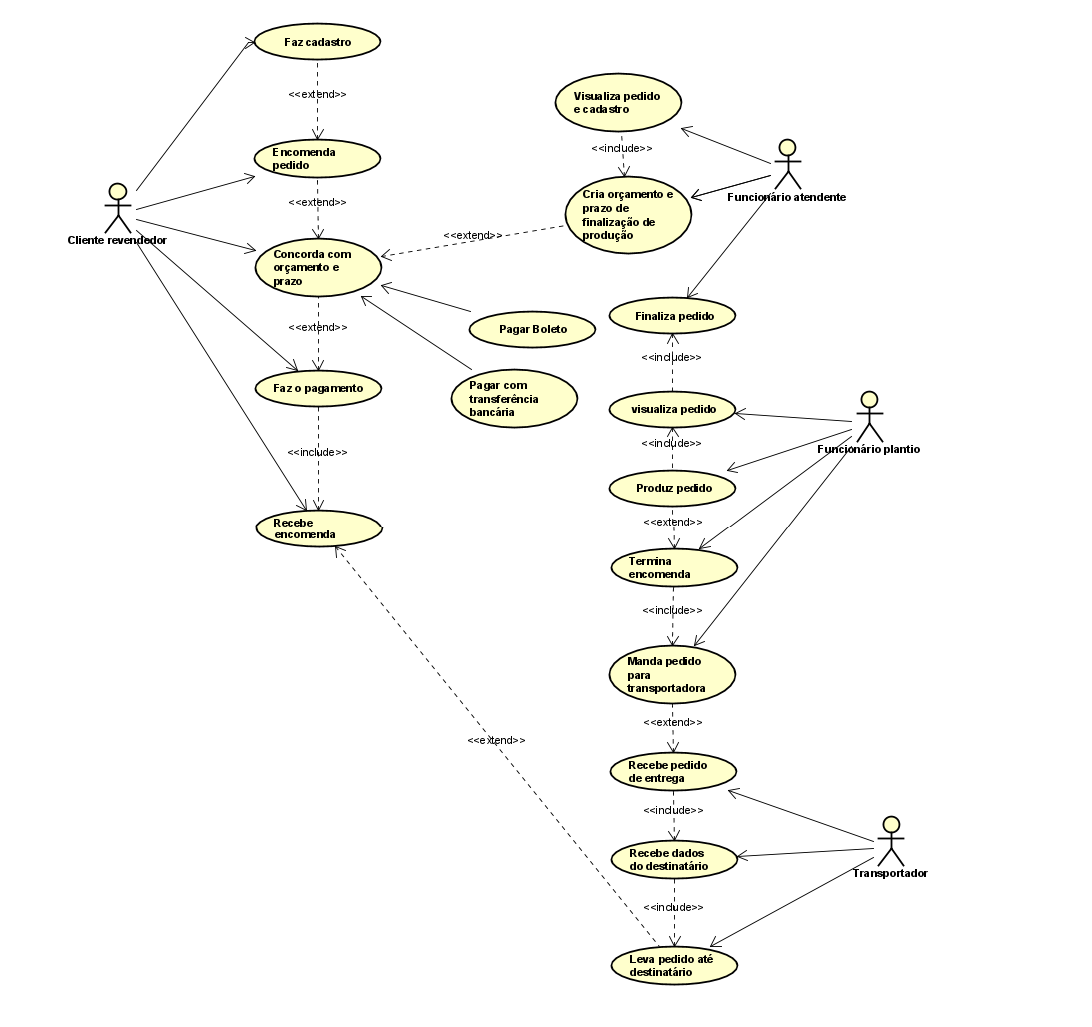 Faz cadastro
<<extend>>
Encomenda
pedido
<<extend>>
Cliente revendedor
Concorda com
orçamento e
prazo
<<extend>>
Faz o pagamento
<<include>>
Recebe
encomenda
Visualiza pedido
e cadastro
<<include>>
Cria orçamento e
prazo de
finalização de
produção
<<extend>>
Funcionário atendente
Pagar Boleto
Pagar com
transferência
bancária
Finaliza pedido
<<include>>
visualiza pedido
<<include>>
Funcionário plantio
Produz pedido
<<extend>>
Termina
encomenda
<<include>>
Manda pedido
para
transportadora
<<extend>>
<<extend>>
Recebe pedido
de entrega
<<include>>
Recebe dados
do destinatário
Transportador
<<include>>
Leva pedido até
destinatário